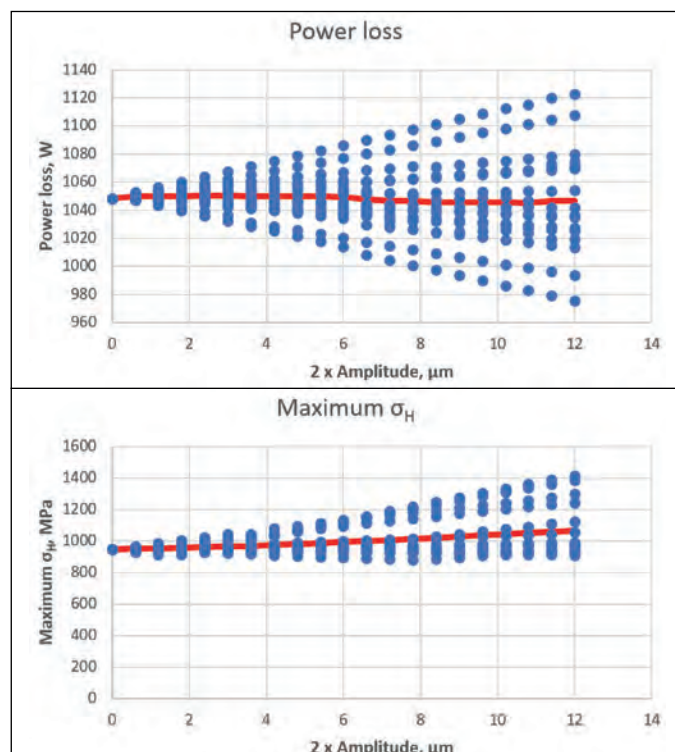 Power loss
1140
1120
1100
1080
1060
1040
1020
1000
980
960
0 2 4 6 8 10 12 14
Power loss, W
2 x Amplitude, µm
Maximum σH
1600
1400
1200
1000
800
600
400
200
0
0 2 4 6 8 10 12 14
Maximum σH, MPa
2 x Amplitude, µm